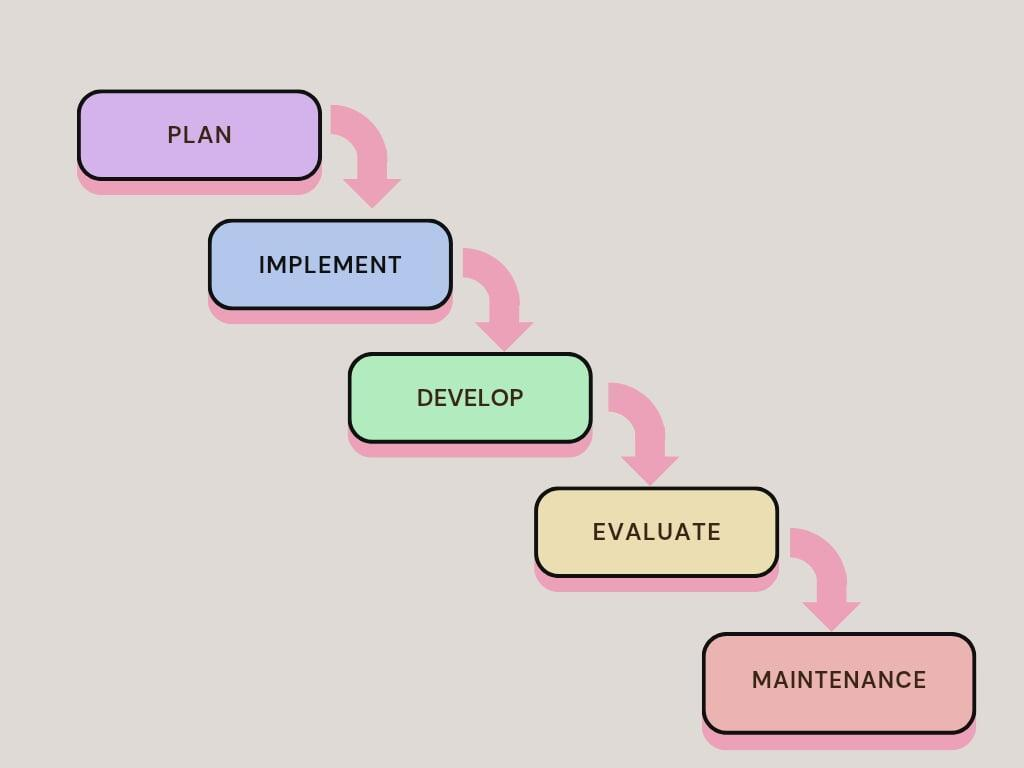 PLAN
IMPLEMENT
DEVELOP
EVALUATE
MAINTENANCE